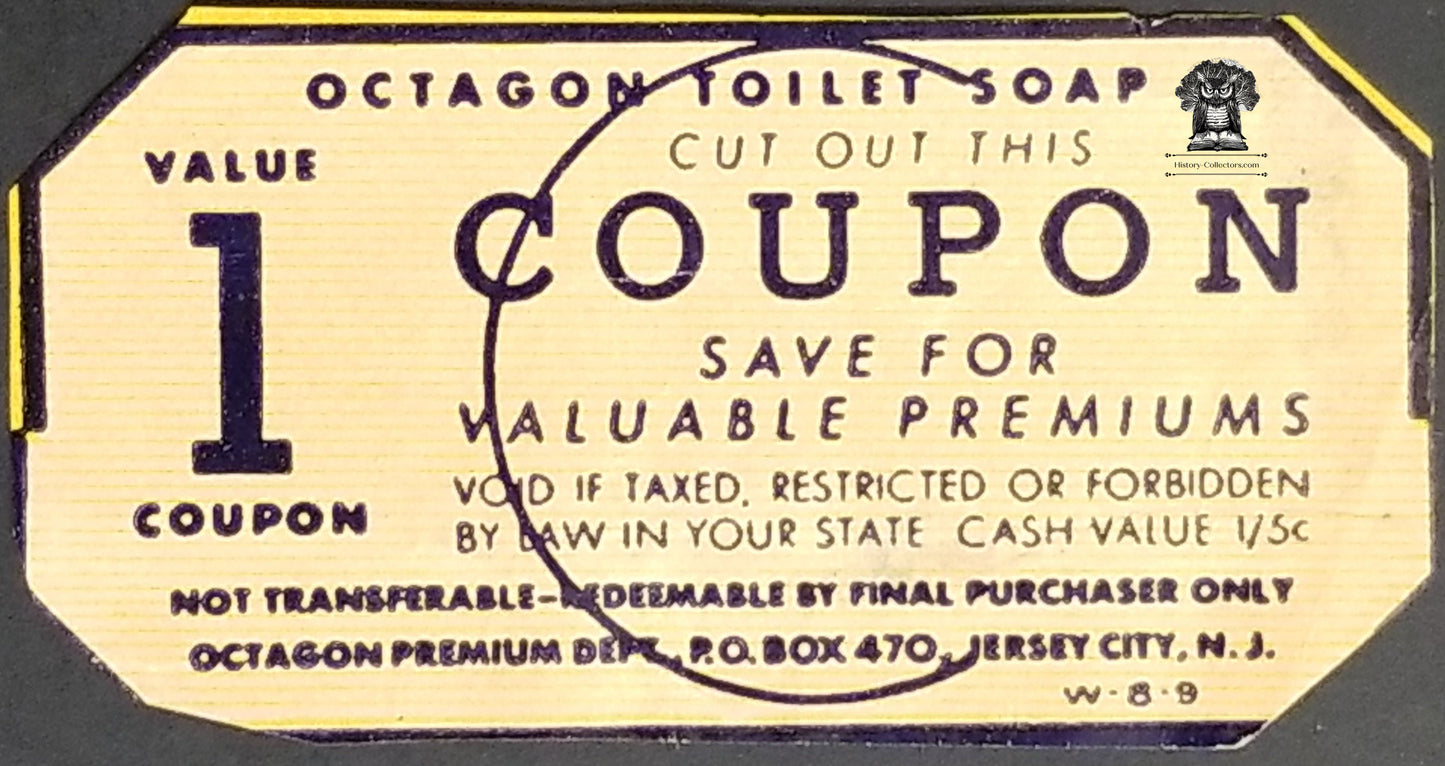 OCTAGON TOILET SOAP
History-Collectors.com
VALUE
1
COUPON
CUT OUT THIS
COUPON
SAVE FOR
VALUABLE PREMIUMS
VOID IF TAXED, RESTRICTED OR FORBIDDEN
BY LAW IN YOUR STATE CASH VALUE 1/5c
NOT TRANSFERABLE-REDEEMABLE BY FINAL PURCHASER ONLY
OCTAGON PREMIUM DEPT., P.O. BOX 470, JERSEY CITY, N. J.
W-8-9